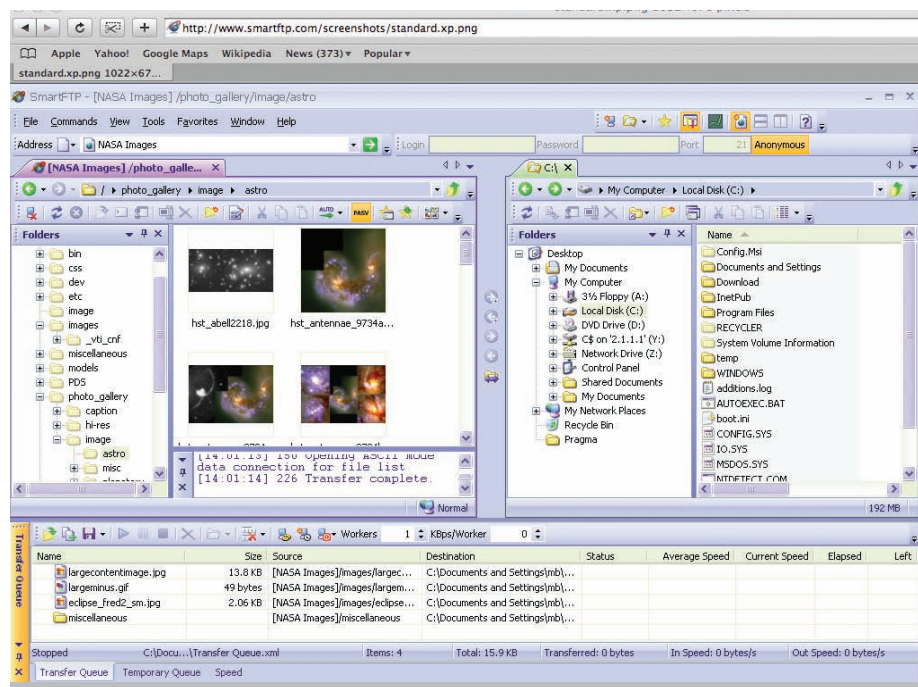 http://www.smartftp.com/screenshots/standard.xp.png
Apple Yahoo! Google Maps Wikipedia News (373) Popular
standard.xp.png 1022×67...
SmartFTP - [NASA Images] /photo_gallery/image/astro
File Commands View Tools Favorites Window Help
Address NASA Images Login Password Port 21 Anonymous
[NASA Images] /photo_galle... X
/ photo_gallery image astro
AUTO PASV
Folders
bin
css
dev
etc
image
images
_vti_cnf
miscellaneous
models
PDS
photo_gallery
caption
hi-res
image
astro
misc
hst_abell2218.jpg hst_antennae_9734a...
[14:01:13] 150 Opening ASCII mode
data connection for file list
[14:01:14] 226 Transfer complete.
Normal
C:\ X
My Computer Local Disk (C:)
Folders
Desktop
My Documents
My Computer
3½ Floppy (A:)
Local Disk (C:)
DVD Drive (D:)
C$ on '2.1.1.1' (Y:)
Network Drive (Z:)
Control Panel
Shared Documents
My Documents
My Network Places
Recycle Bin
Pragma
Name
Config.Msi
Documents and Settings
Download
InetPub
Program Files
RECYCLER
System Volume Information
temp
WINDOWS
additions.log
AUTOEXEC.BAT
boot.ini
CONFIG.SYS
IO.SYS
MSDOS.SYS
NTDETECT.COM
192 MB
Transfer Queue
Workers 1 KBps/Worker 0
Name Size Source Destination Status Average Speed Current Speed Elapsed Left
largecontentimage.jpg 13.8 KB [NASA Images]/images/largec... C:\Documents and Settings\mb\...
largeminus.gif 49 bytes [NASA Images]/images/largem... C:\Documents and Settings\mb\...
eclipse_fred2_sm.jpg 2.06 KB [NASA Images]/images/eclipse... C:\Documents and Settings\mb\...
miscellaneous [NASA Images]/miscellaneous C:\Documents and Settings\mb\...
Stopped C:\Docu...\Transfer Queue.xml Items: 4 Total: 15.9 KB Transferred: 0 bytes In Speed: 0 bytes/s Out Speed: 0 bytes/s
Transfer Queue Temporary Queue Speed